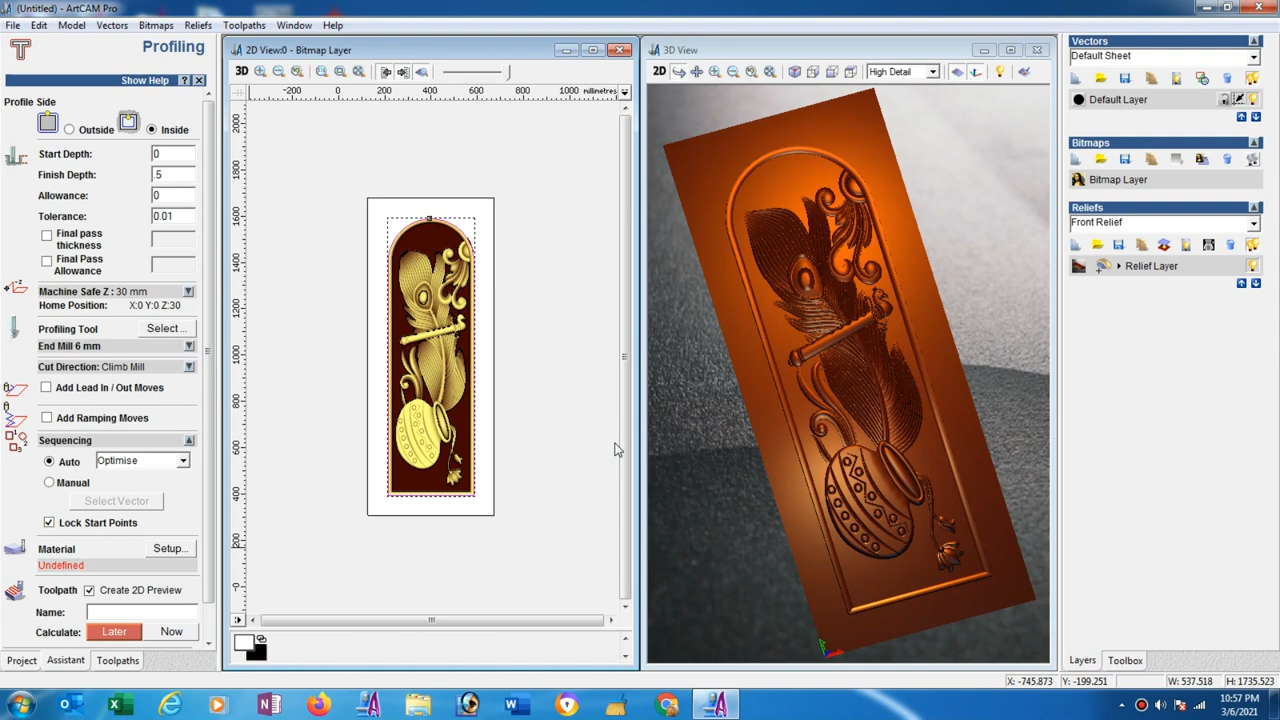 (Untitled) - ArtCAM Pro
File Edit Model Vectors Bitmaps Reliefs Toolpaths Window Help
Profiling
Show Help ? X
Profile Side
Outside Inside
Start Depth: 0
Finish Depth: .5
Allowance: 0
Tolerance: 0.01
Final pass
thickness
Final Pass
Allowance
Machine Safe Z : 30 mm
Home Position: X:0 Y:0 Z:30
Profiling Tool Select...
End Mill 6 mm
Cut Direction: Climb Mill
Add Lead In / Out Moves
Add Ramping Moves
Sequencing
Auto Optimise
Manual
Select Vector
Lock Start Points
Material Setup...
Undefined
Toolpath Create 2D Preview
Name:
Calculate: Later Now
Project Assistant Toolpaths
2D View:0 - Bitmap Layer
3D
-200 0 200 400 600 800 1000 millimetres
2000
1800
1600
1400
1200
1000
800
600
400
200
-0
3D View
2D High Detail
Vectors
Default Sheet
Default Layer
Bitmaps
Bitmap Layer
Reliefs
Front Relief
Relief Layer
Layers Toolbox
X: -745.873 Y: -199.251 W: 537.518 H: 1735.523
10:57 PM
3/6/2021